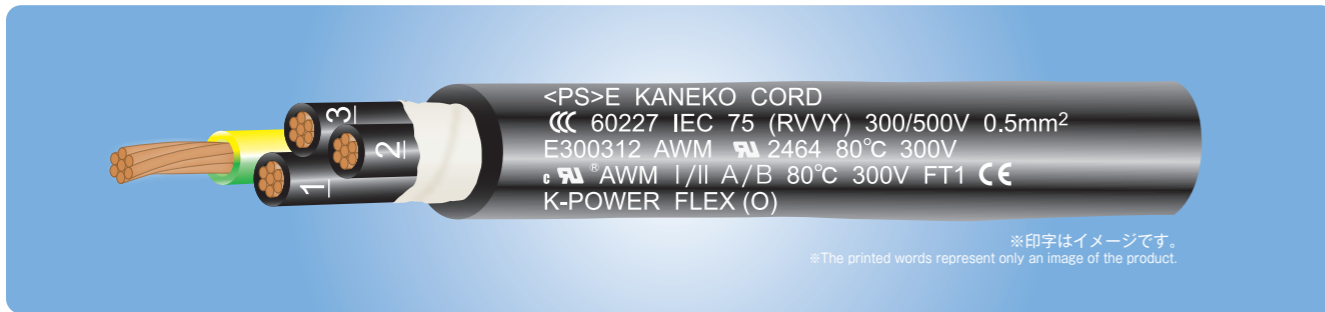 3
2
1
<PS>E KANEKO CORD
CCC 60227 IEC 75 (RVVY) 300/500V 0.5mm²
E300312 AWM RU 2464 80℃ 300V
c RU ®AWM I/II A/B 80℃ 300V FT1 CE
K-POWER FLEX (O)
※印字はイメージです。
※The printed words represent only an image of the product.